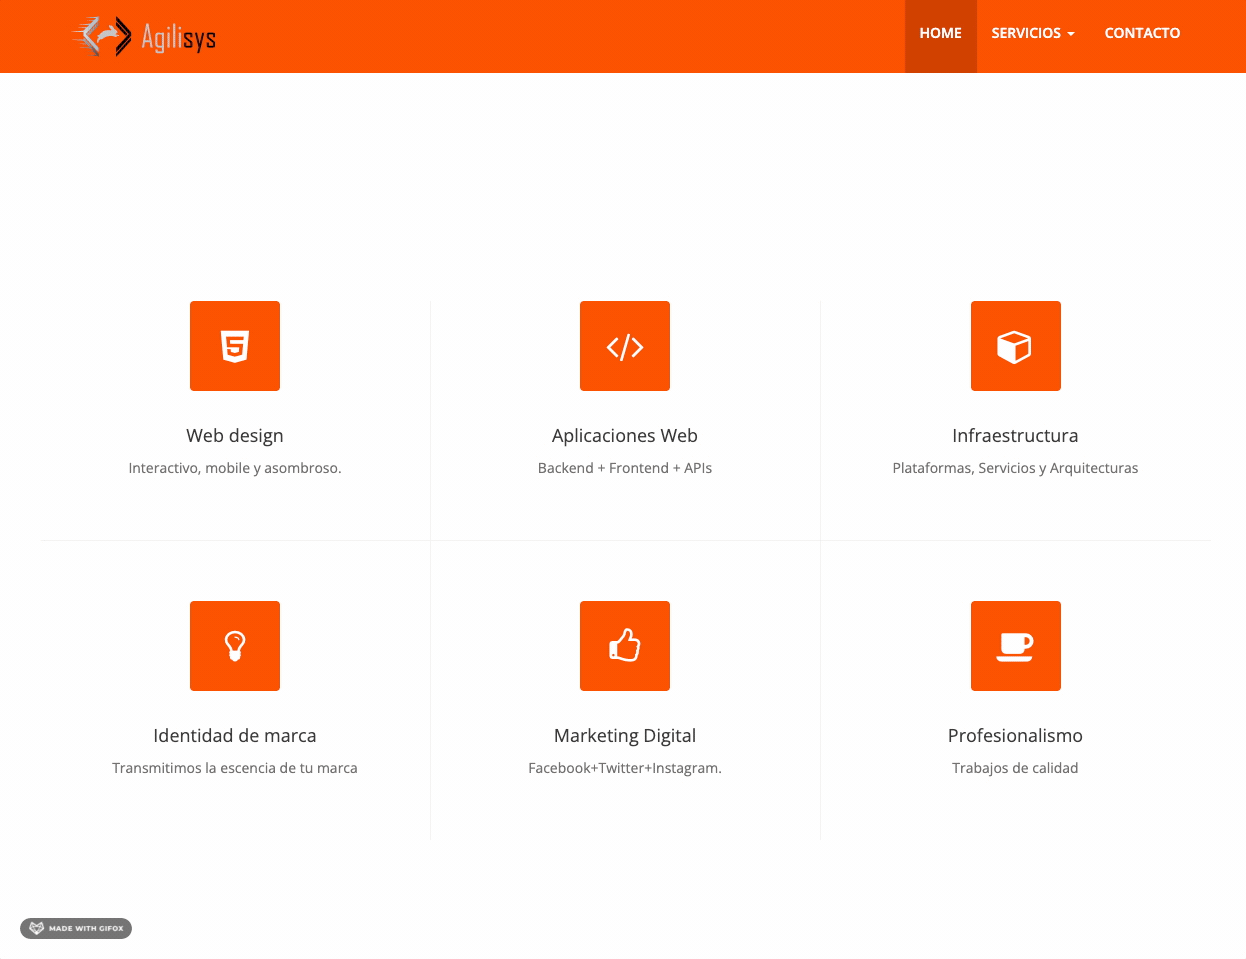 Agilisys
HOME SERVICIOS CONTACTO
Web design
Interactivo, mobile y asombroso.
Aplicaciones Web
Backend + Frontend + APIs
Infraestructura
Plataformas, Servicios y Arquitecturas
Identidad de marca
Transmitimos la escencia de tu marca
Marketing Digital
Facebook+Twitter+Instagram.
Profesionalismo
Trabajos de calidad
MADE WITH GIFOX